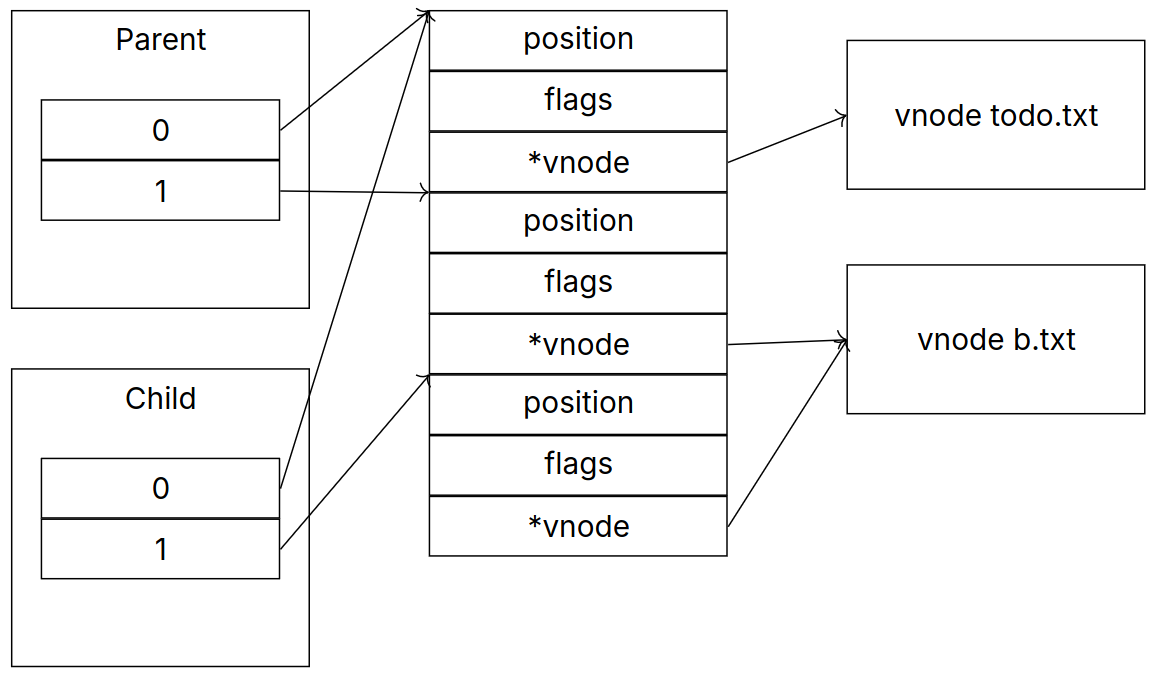 Parent
0
1
Child
0
1
position
flags
*vnode
position
flags
*vnode
position
flags
*vnode
vnode todo.txt
vnode b.txt